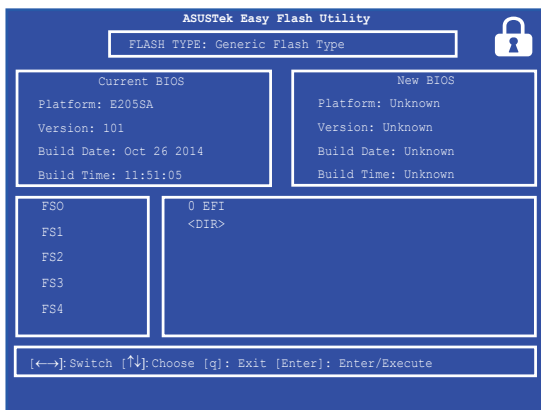 ASUSTek Easy Flash Utility
FLASH TYPE: Generic Flash Type
Current BIOS
Platform: E205SA
Version: 101
Build Date: Oct 26 2014
Build Time: 11:51:05
New BIOS
Platform: Unknown
Version: Unknown
Build Date: Unknown
Build Time: Unknown
FSO
FS1
FS2
FS3
FS4
0 EFI
<DIR>
[←→]: Switch [↑↓]: Choose [q]: Exit [Enter]: Enter/Execute